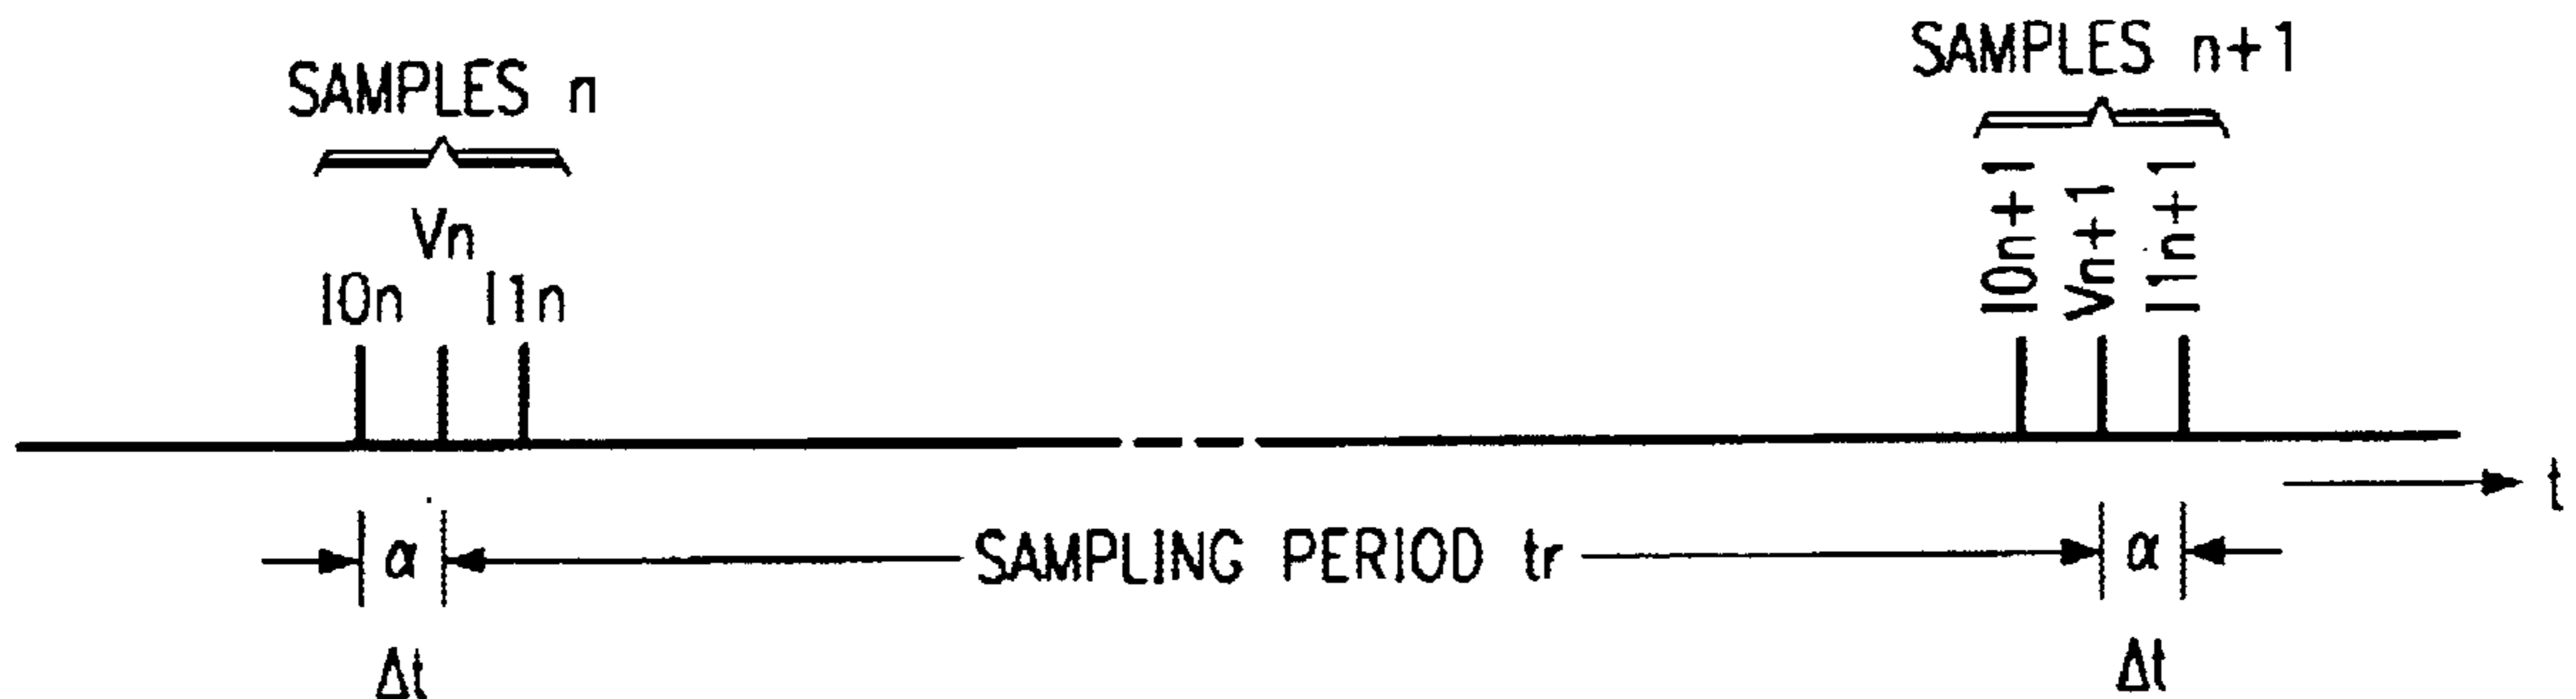 SAMPLES n
Vn
I0n I1n
SAMPLES n+1
I0n+1
Vn+1
I1n+1
t
α
SAMPLING PERIOD tr
α
Δt
Δt